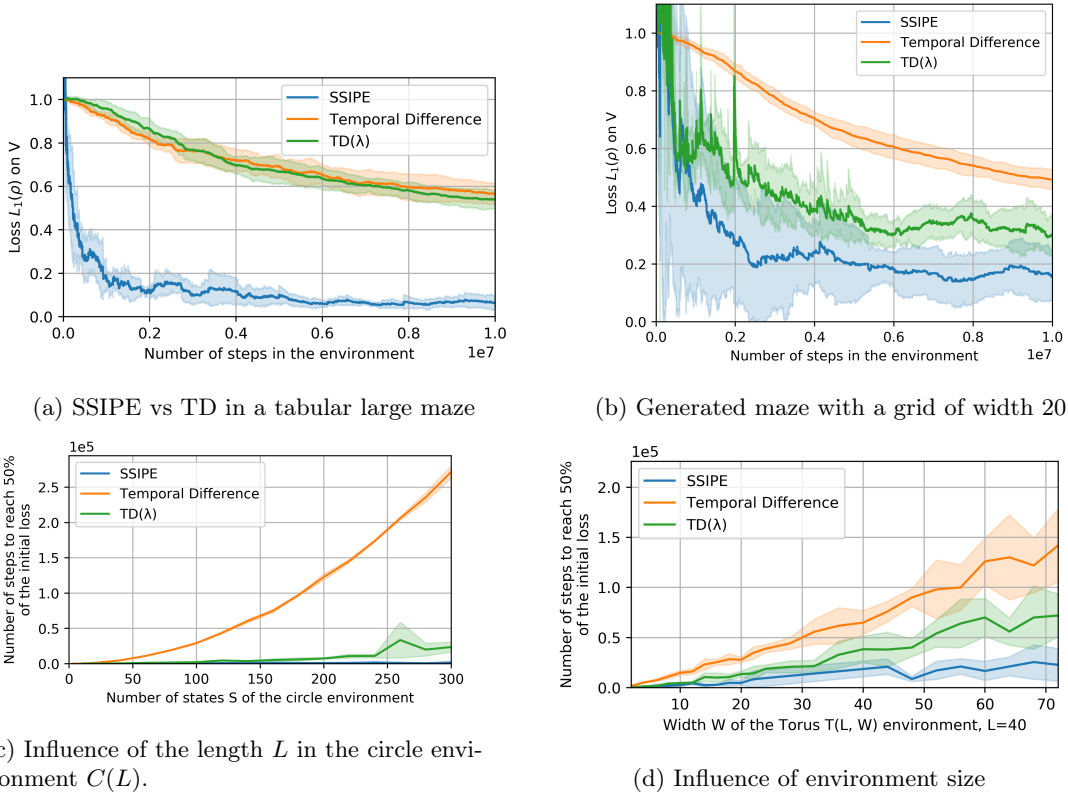 SSIPE
Temporal Difference
TD(λ)
Loss L₁(ρ) on V
1.0
0.8
0.6
0.4
0.2
0.0
0.0 0.2 0.4 0.6 0.8 1.0
1e7
Number of steps in the environment
(a) SSIPE vs TD in a tabular large maze
SSIPE
Temporal Difference
TD(λ)
Loss L₁(ρ) on V
1.0
0.8
0.6
0.4
0.2
0.0
0.0 0.2 0.4 0.6 0.8 1.0
1e7
Number of steps in the environment
(b) Generated maze with a grid of width 20
1e5
SSIPE
Temporal Difference
TD(λ)
Number of steps to reach 50%
of the initial loss
2.5
2.0
1.5
1.0
0.5
0.0
0 50 100 150 200 250 300
Number of states S of the circle environment
c) Influence of the length L in the circle envi-
onment C(L).
1e5
SSIPE
Temporal Difference
TD(λ)
Number of steps to reach 50%
of the initial loss
2.0
1.5
1.0
0.5
0.0
10 20 30 40 50 60 70
Width W of the Torus T(L, W) environment, L=40
(d) Influence of environment size